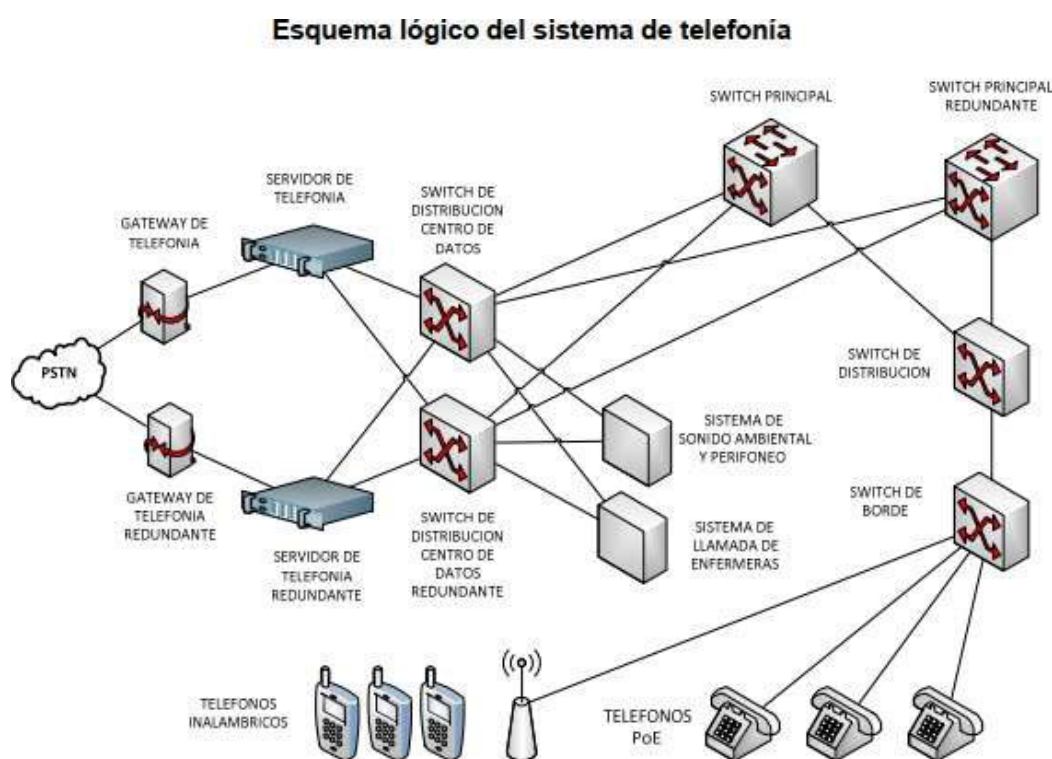 Esquema lógico del sistema de telefonía
SWITCH PRINCIPAL
SWITCH PRINCIPAL
REDUNDANTE
SERVIDOR DE
TELEFONIA
SWITCH DE
DISTRIBUCION
CENTRO DE
DATOS
GATEWAY DE
TELEFONIA
PSTN
SWITCH DE
DISTRIBUCION
SISTEMA DE
SONIDO AMBIENTAL
Y PERIFONEO
GATEWAY DE
TELEFONIA
REDUNDANTE
SERVIDOR DE
TELEFONIA
REDUNDANTE
SWITCH DE
DISTRIBUCION
CENTRO DE
DATOS
REDUNDANTE
SISTEMA DE
LLAMADA DE
ENFERMERAS
SWITCH DE
BORDE
TELEFONOS
INALAMBRICOS
TELEFONOS
PoE